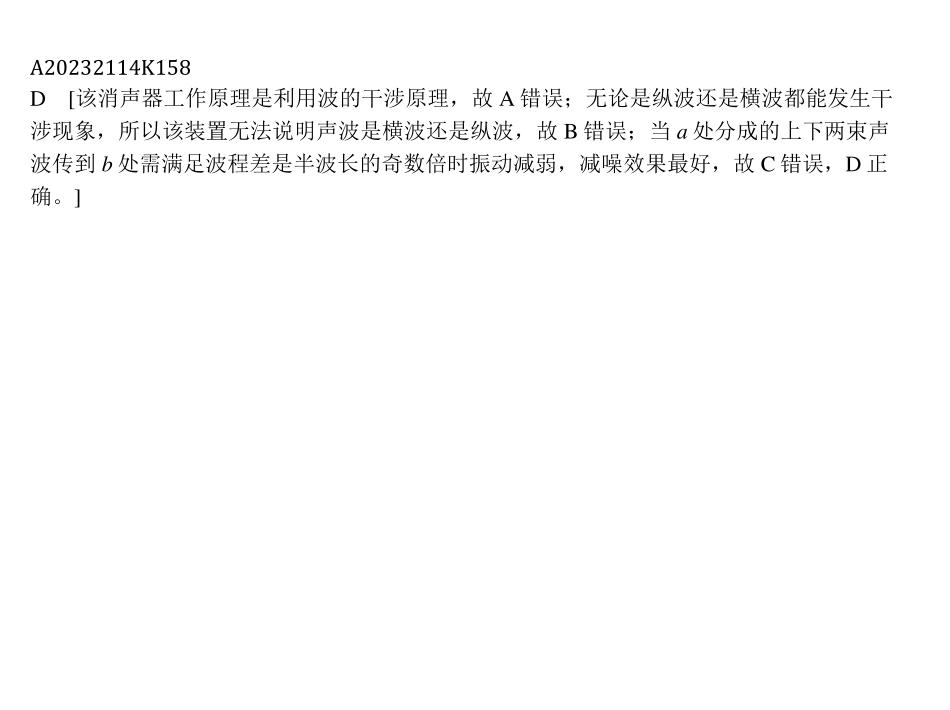 A20232114K158
D [该消声器工作原理是利用波的干涉原理，故 A 错误；无论是纵波还是横波都能发生干
涉现象，所以该装置无法说明声波是横波还是纵波，故 B 错误；当 a 处分成的上下两束声
波传到 b 处需满足波程差是半波长的奇数倍时振动减弱，减噪效果最好，故 C 错误，D 正
确。]